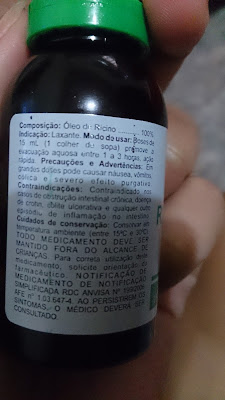 Composição: Óleo de Rícino ......... 100%
Indicação: Laxante. Modo de usar: Doses de
15 mL (1 colher de sopa) promove a
evacuação aquosa entre 1 a 3 horas, ação
rápida. Precauções e Advertências: Em
grandes doses pode causar náusea, vômitos,
cólica e severo efeito purgativo.
Contraindicações: Contraindicado nos
casos de obstrução intestinal crônica, doença
de crohn, colite ulcerativa e qualquer outro
episódio de inflamação no intestino.
Cuidados de conservação: Conservar em
temperatura ambiente (entre 15ºC e 30ºC)
TODO MEDICAMENTO DEVE SER
MANTIDO FORA DO ALCANCE DE
CRIANÇAS. Para correta utilização deste
medicamento, solicite orientação do
farmacêutico. NOTIFICAÇÃO DE
MEDICAMENTO DE NOTIFICAÇÃO
SIMPLIFICADA RDC ANVISA Nº
AFE nº 1.03.647-4. AO PERSISTIREM OS
SINTOMAS, O MÉDICO DEVERÁ SER
CONSULTADO.